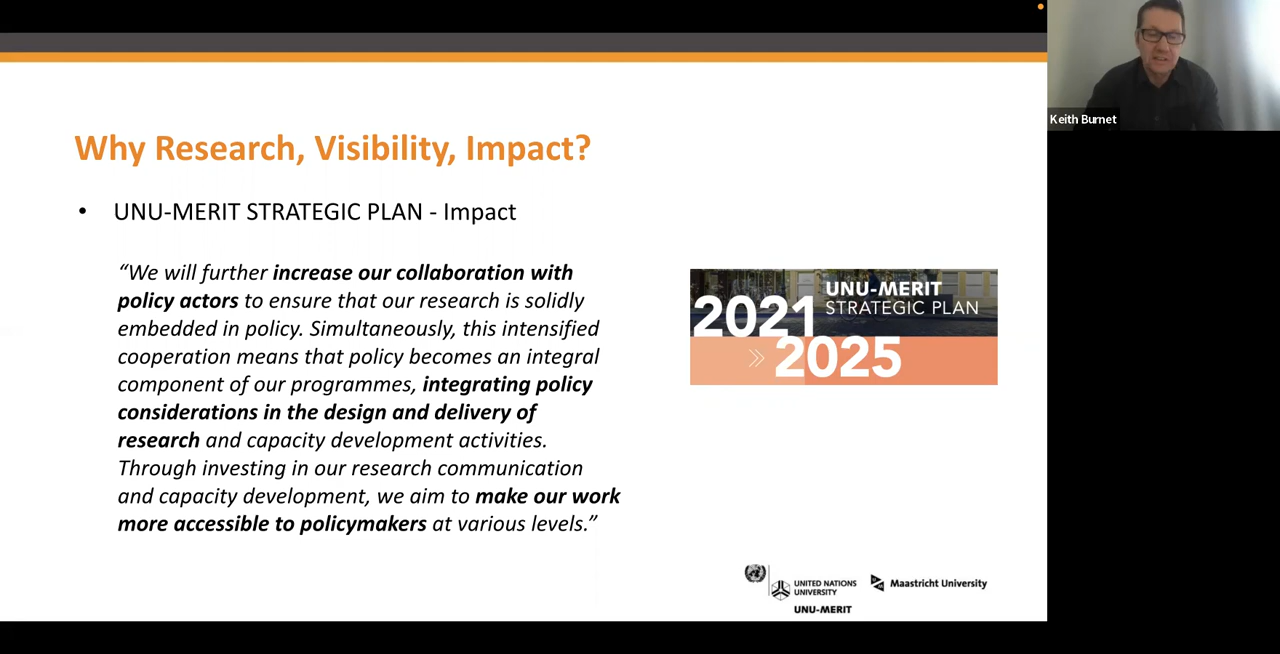 Why Research, Visibility, Impact?
• UNU-MERIT STRATEGIC PLAN - Impact
“We will further increase our collaboration with
policy actors to ensure that our research is solidly
embedded in policy. Simultaneously, this intensified
cooperation means that policy becomes an integral
component of our programmes, integrating policy
considerations in the design and delivery of
research and capacity development activities.
Through investing in our research communication
and capacity development, we aim to make our work
more accessible to policymakers at various levels.”
UNU-MERIT
STRATEGIC PLAN
2021
» 2025
UNITED NATIONS
UNIVERSITY
UNU-MERIT
Maastricht University
Keith Burnet